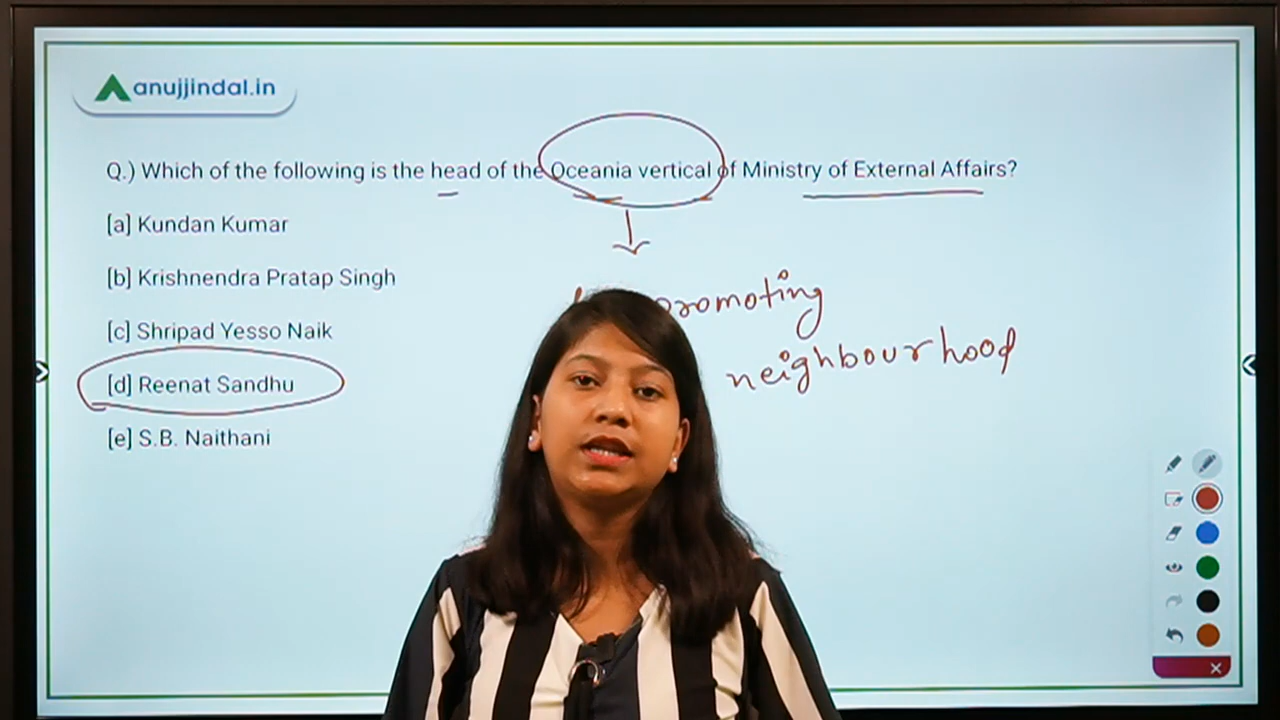 anujjindal.in
Q.) Which of the following is the head of the Oceania vertical of Ministry of External Affairs?
[a] Kundan Kumar
[b] Krishnendra Pratap Singh
promoting
[c] Shripad Yesso Naik
neighbourhood
[d] Reenat Sandhu
[e] S.B. Naithani